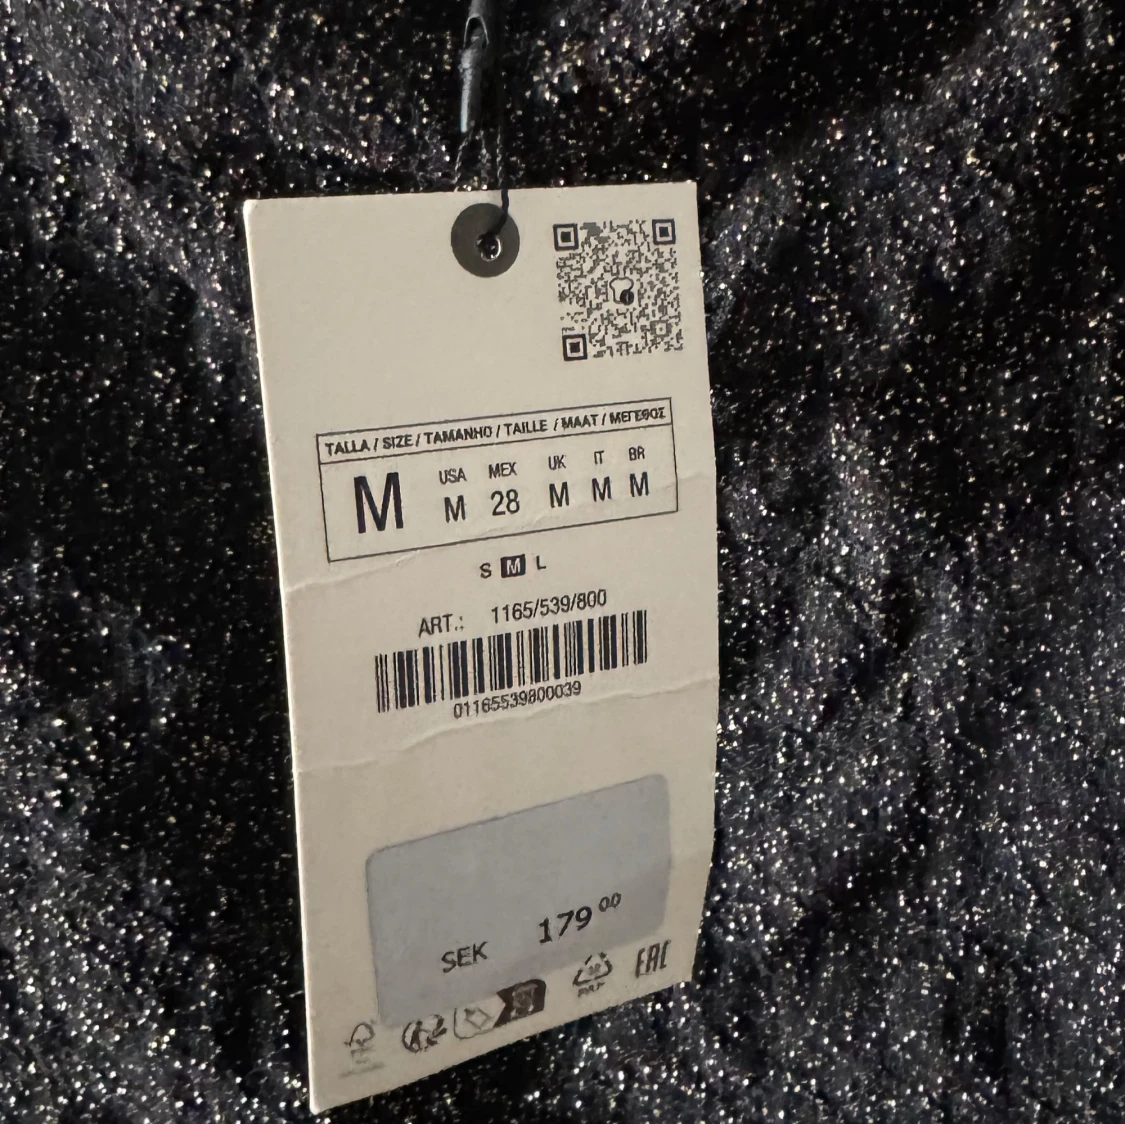 TALLA / SIZE / TAMANHO / TAILLE / MAAT / ΜΕΓΕΘΟΣ
M
USA MEX UK IT BR
M 28 M M M
S M L
ART.: 1165/539/800
01165539800039
SEK 179 00
PAP
EAC